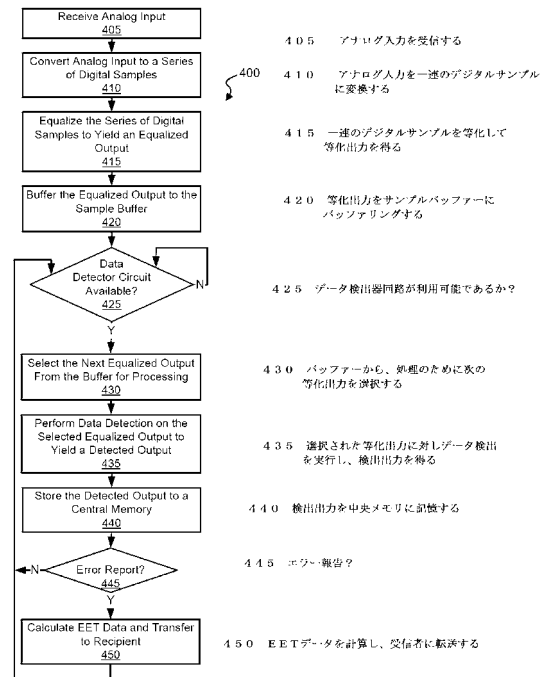 Receive Analog Input
405
Convert Analog Input to a Series
of Digital Samples
410
Equalize the Series of Digital
Samples to Yield an Equalized
Output
415
Buffer the Equalized Output to the
Sample Buffer
420
Data
Detector Circuit
Available?
425
N
Y
Select the Next Equalized Output
From the Buffer for Processing
430
Perform Data Detection on the
Selected Equalized Output to
Yield a Detected Output
435
Store the Detected Output to a
Central Memory
440
Error Report?
445
N
Y
Calculate EET Data and Transfer
to Recipient
450
400
405 アナログ入力を受信する
410 アナログ入力を一連のデジタルサンプル
に変換する
415 一連のデジタルサンプルを等化して
等化出力を得る
420 等化出力をサンプルバッファーに
バッファリングする
425 データ検出器回路が利用可能であるか?
430 バッファーから、処理のために次の
等化出力を選択する
435 選択された等化出力に対しデータ検出
を実行し、検出出力を得る
440 検出出力を中央メモリに記憶する
445 エラー報告?
450 EETデータを計算し、受信者に転送する